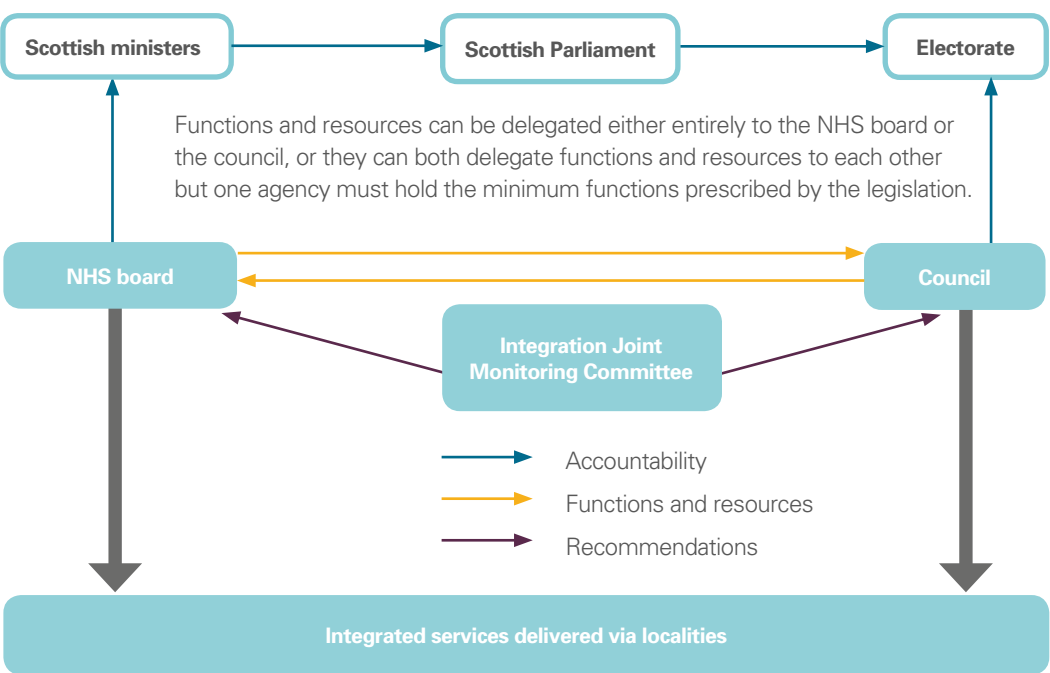 Scottish ministers
Scottish Parliament
Electorate
Functions and resources can be delegated either entirely to the NHS board or
the council, or they can both delegate functions and resources to each other
but one agency must hold the minimum functions prescribed by the legislation.
NHS board
Council
Integration Joint
Monitoring Committee
Accountability
Functions and resources
Recommendations
Integrated services delivered via localities